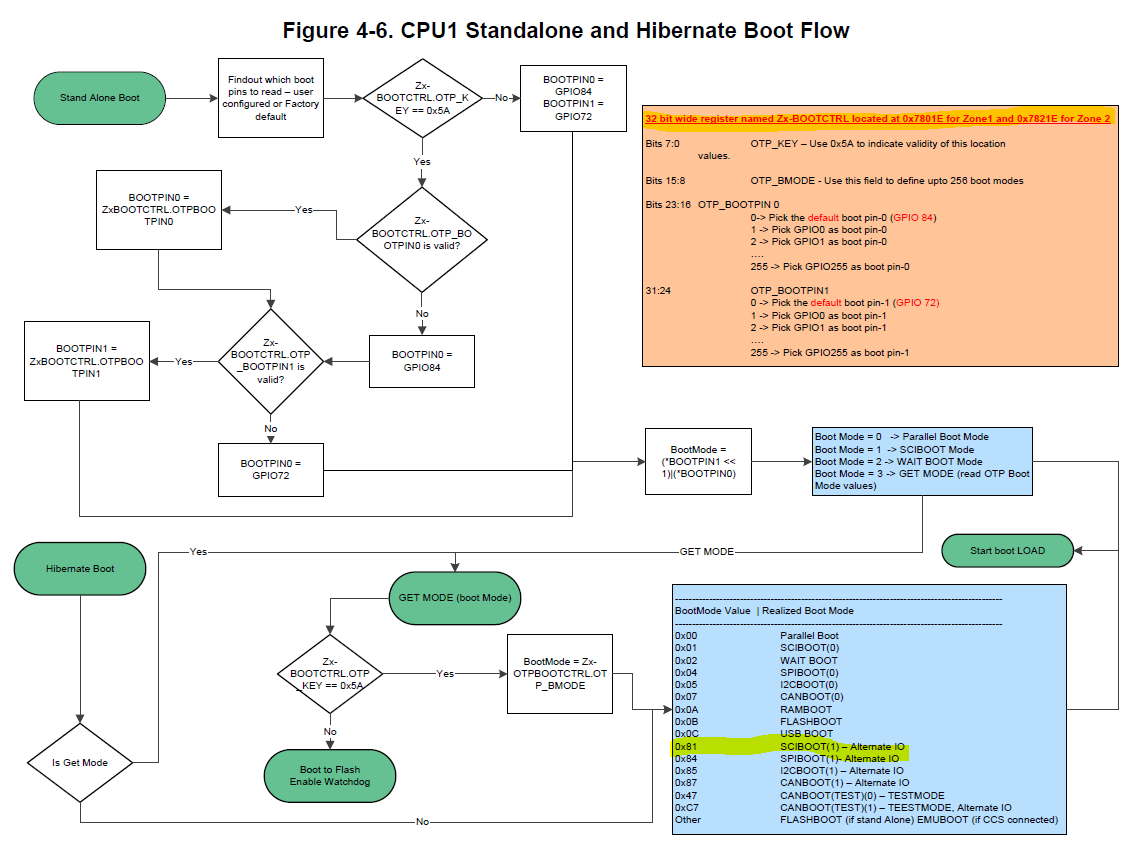 Figure 4-6. CPU1 Standalone and Hibernate Boot Flow
Stand Alone Boot
Findout which boot
pins to read – user
configured or Factory
default
Zx-
BOOTCTRL.OTP_K
EY == 0x5A
No
BOOTPIN0 =
GPIO84
BOOTPIN1 =
GPIO72
Yes
32 bit wide register named Zx-BOOTCTRL located at 0x7801E for Zone1 and 0x7821E for Zone 2
Bits 7:0 OTP_KEY – Use 0x5A to indicate validity of this location
values.
Bits 15:8 OTP_BMODE - Use this field to define upto 256 boot modes
Bits 23:16 OTP_BOOTPIN 0
0-> Pick the default boot pin-0 (GPIO 84)
1 -> Pick GPIO0 as boot pin-0
2 -> Pick GPIO1 as boot pin-0
....
255 -> Pick GPIO255 as boot pin-0
31:24 OTP_BOOTPIN1
0 -> Pick the default boot pin-1 (GPIO 72)
1 -> Pick GPIO0 as boot pin-1
2 -> Pick GPIO1 as boot pin-1
....
255 -> Pick GPIO255 as boot pin-1
BOOTPIN0 =
ZxBOOTCTRL.OTPBOO
TPIN0
Yes
Zx-
BOOTCTRL.OTP_BO
OTPIN0 is valid?
No
BOOTPIN0 =
GPIO84
Zx-
BOOTCTRL.OTP
_BOOTPIN1 is
valid?
Yes
BOOTPIN1 =
ZxBOOTCTRL.OTPBOO
TPIN1
No
BOOTPIN0 =
GPIO72
BootMode =
(*BOOTPIN1 <<
1)|(*BOOTPIN0)
Boot Mode = 0 -> Parallel Boot Mode
Boot Mode = 1 -> SCIBOOT Mode
Boot Mode = 2 -> WAIT BOOT Mode
Boot Mode = 3 -> GET MODE (read OTP Boot
Mode values)
Start boot LOAD
Hibernate Boot
Yes
GET MODE
GET MODE (boot Mode)
Zx-
BOOTCTRL.OTP
_KEY == 0x5A
Yes
BootMode = Zx-
OTPBOOTCTRL.OT
P_BMODE
No
Boot to Flash
Enable Watchdog
Is Get Mode
No
---------------------------------------------------------------------------------------------
BootMode Value | Realized Boot Mode
---------------------------------------------------------------------------------------------
0x00 Parallel Boot
0x01 SCIBOOT(0)
0x02 WAIT BOOT
0x04 SPIBOOT(0)
0x05 I2CBOOT(0)
0x07 CANBOOT(0)
0x0A RAMBOOT
0x0B FLASHBOOT
0x0C USB BOOT
0x81 SCIBOOT(1) – Alternate IO
0x84 SPIBOOT(1)- Alternate IO
0x85 I2CBOOT(1) – Alternate IO
0x87 CANBOOT(1) – Alternate IO
0x47 CANBOOT(TEST)(0) – TESTMODE
0xC7 CANBOOT(TEST)(1) – TEESTMODE, Alternate IO
Other FLASHBOOT (if stand Alone) EMUBOOT (if CCS connected)